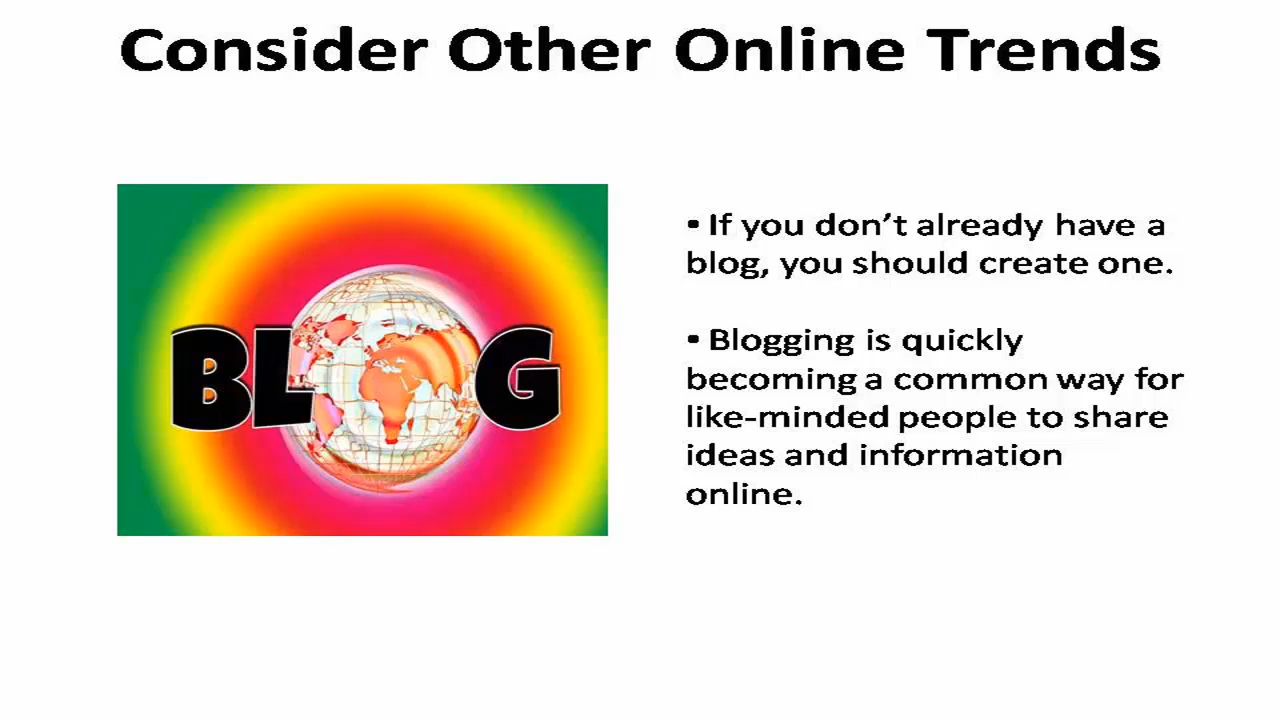 Consider Other Online Trends
BLOG
• If you don’t already have a
blog, you should create one.
• Blogging is quickly
becoming a common way for
like-minded people to share
ideas and information
online.